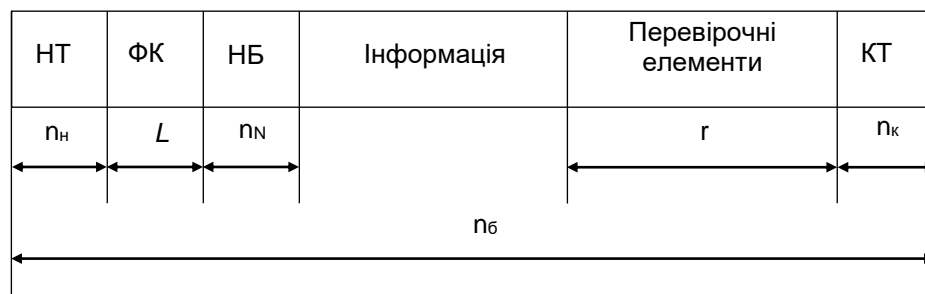 НТ
ФК
НБ
Інформація
Перевірочні
елементи
КТ
nн
L
nN
r
nк
nб